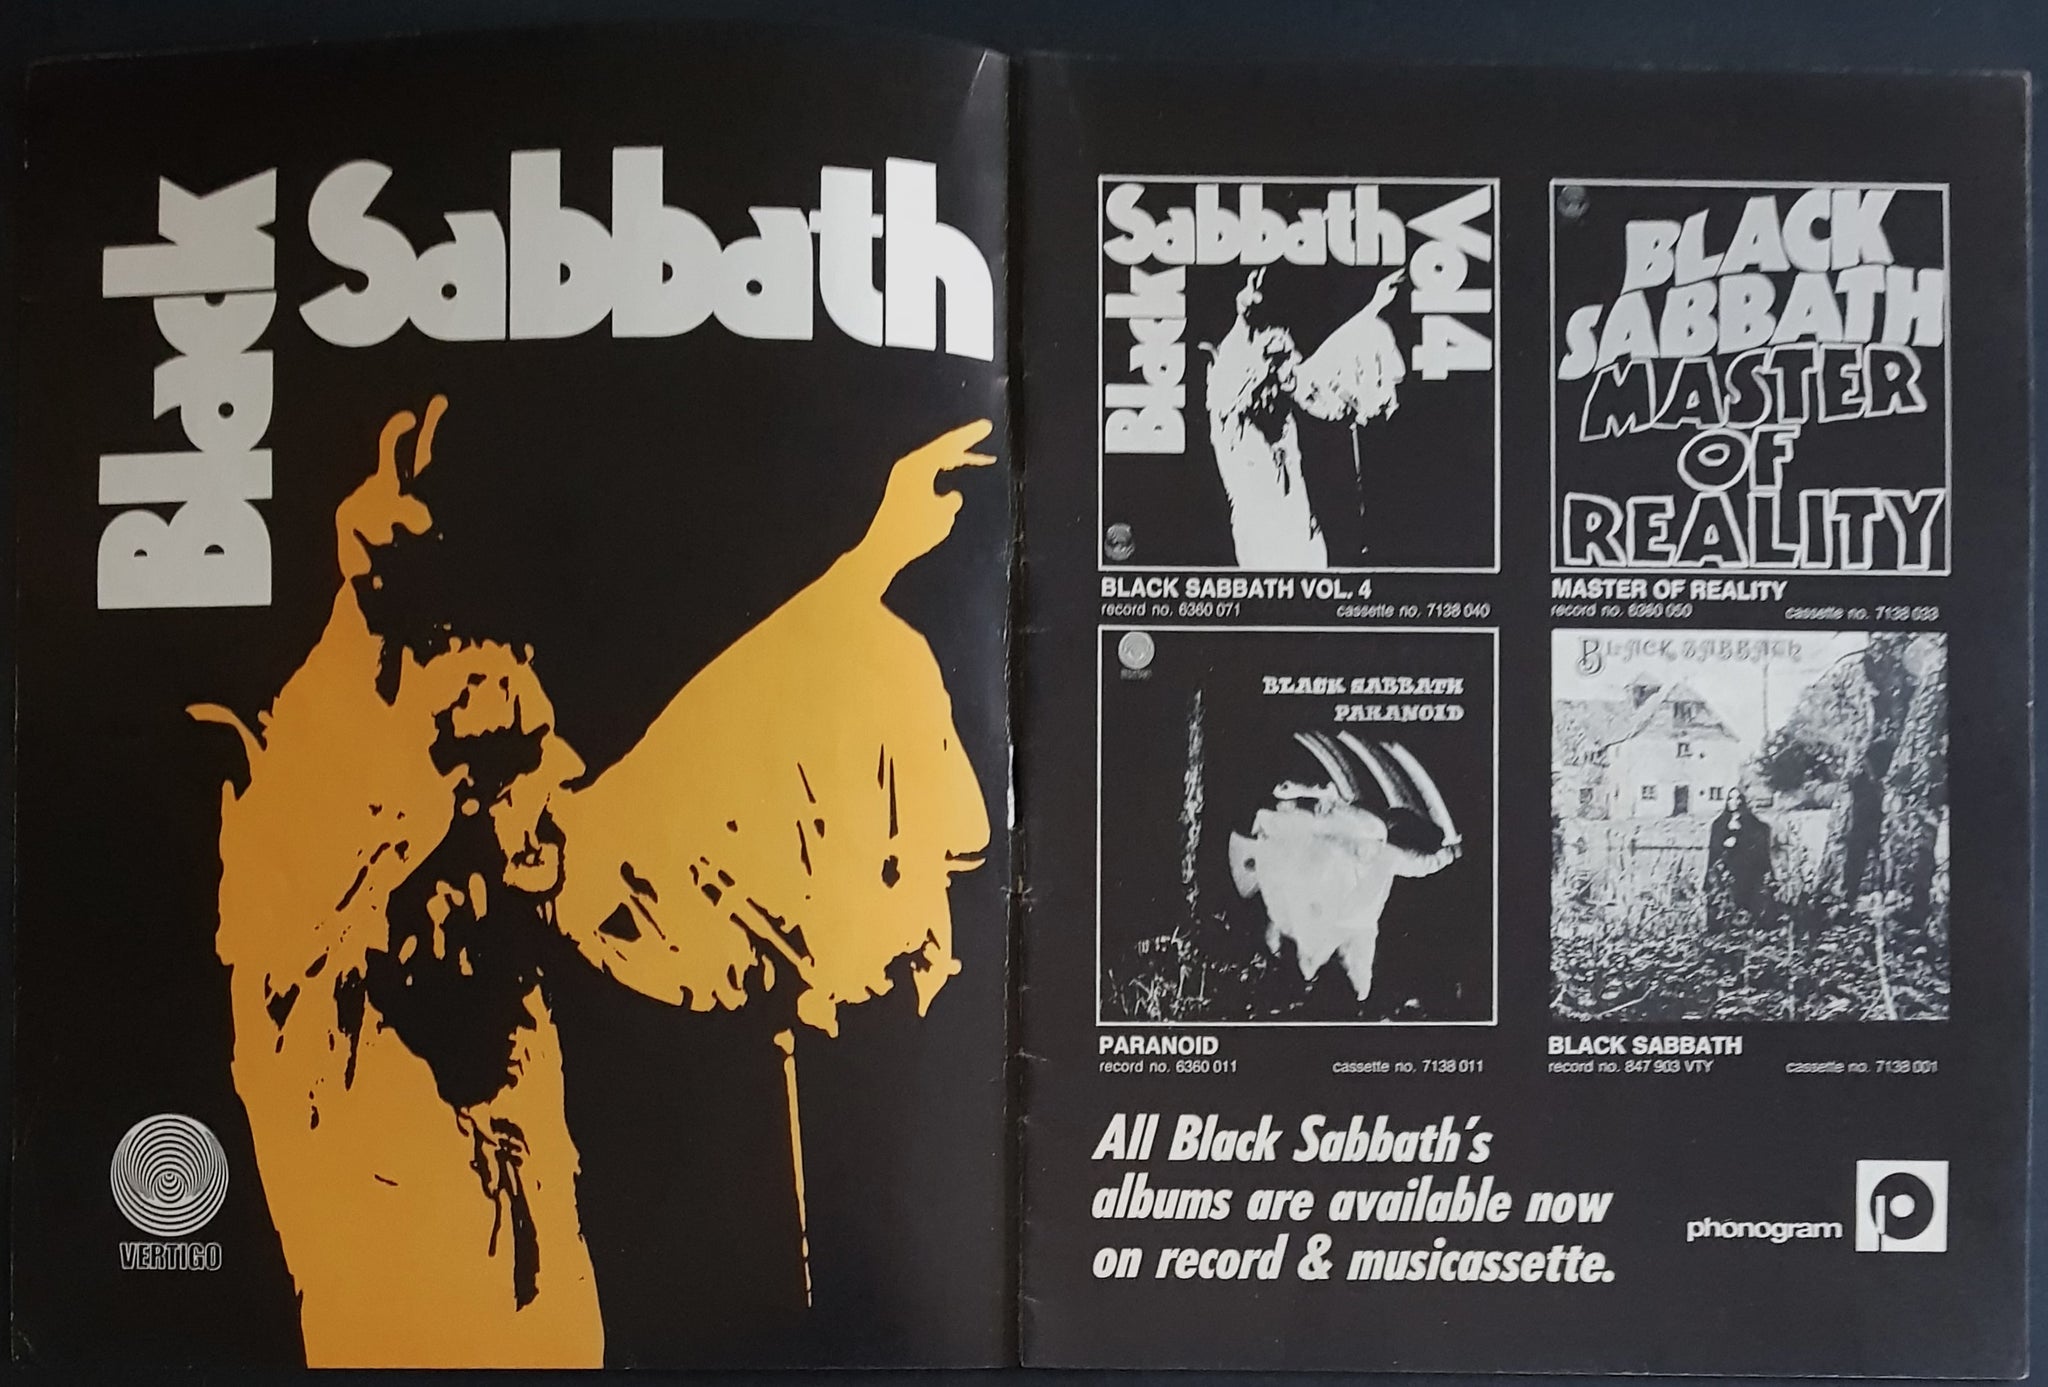 Black Sabbath
VERTIGO
Black Sabbath Vol 4
BLACK SABBATH VOL. 4
record no. 6360 071 cassette no. 7138 040
BLACK
SABBATH
MASTER
OF
REALITY
MASTER OF REALITY
record no. 6360 050 cassette no. 7138 033
BLACK SABBATH
PARANOID
PARANOID
record no. 6360 011 cassette no. 7138 011
BLACK SABBATH
BLACK SABBATH
record no. 847 903 VTY cassette no. 7138 001
All Black Sabbath's
albums are available now
on record & musicassette.
phonogram